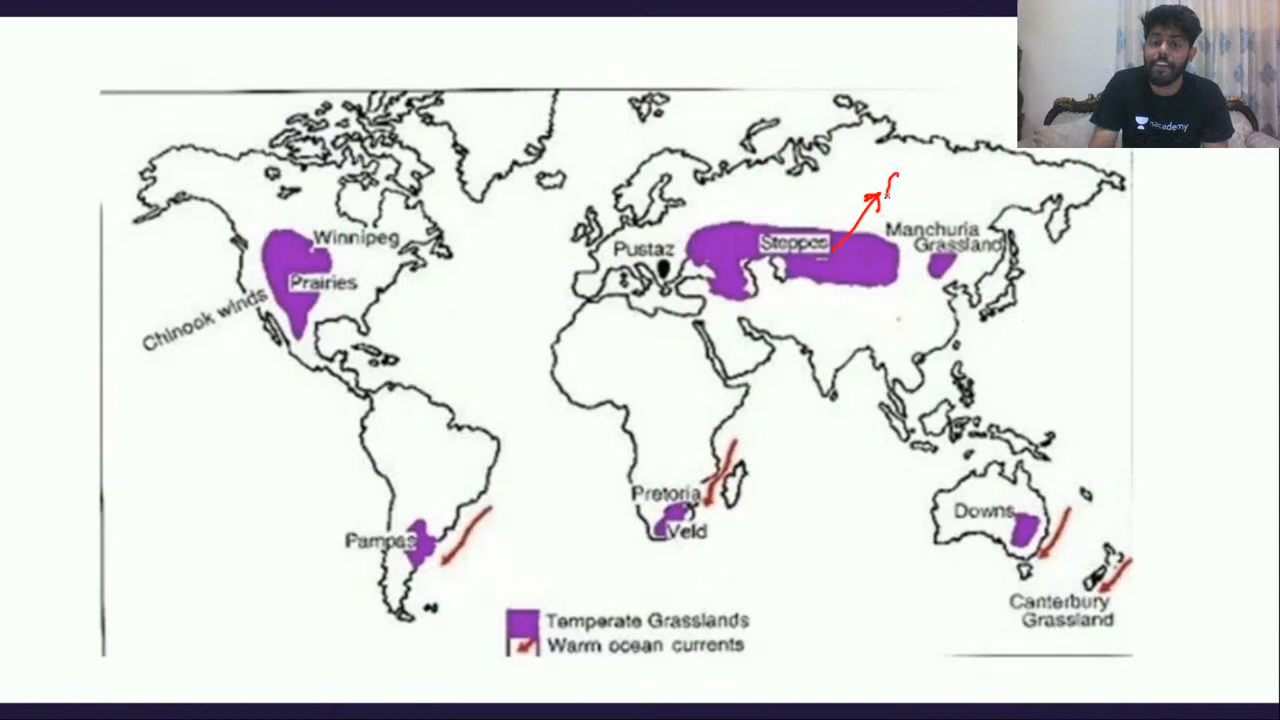 unacademy
Winnipeg
Prairies
Chinook winds
Pustaz
Steppes
Manchuria
Grassland
Pampas
Pretoria
Veld
Downs
Canterbury
Grassland
Temperate Grasslands
Warm ocean currents